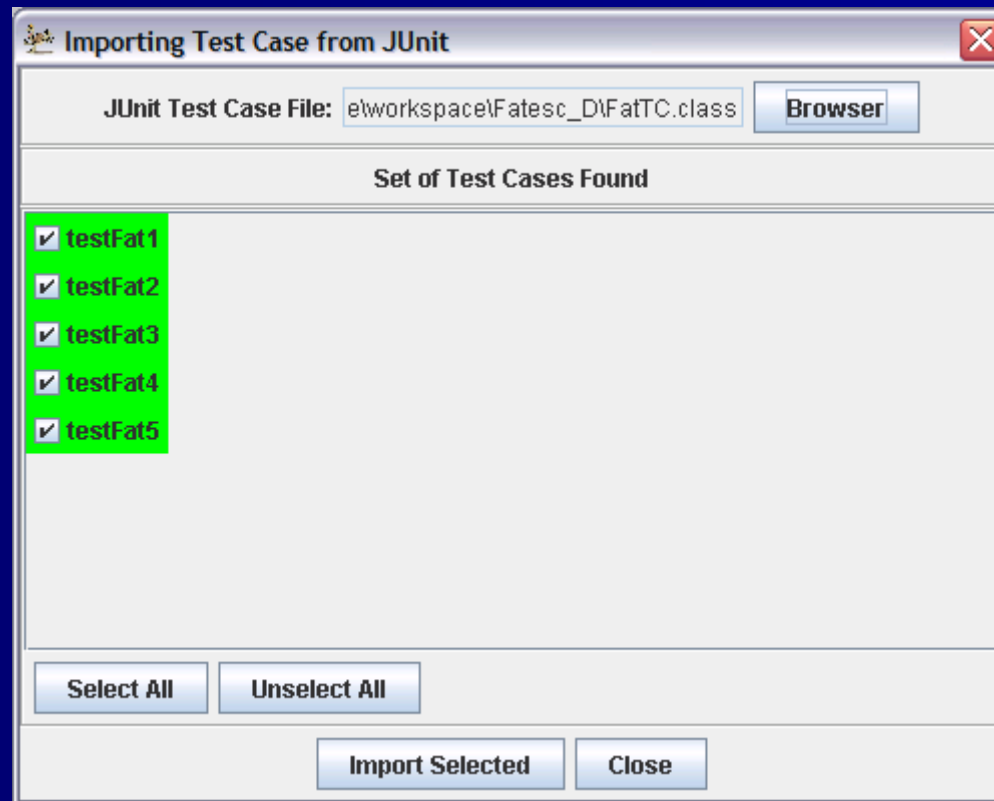 Importing Test Case from JUnit
JUnit Test Case File: e\workspace\Fatesc_D\FatTC.class Browser
Set of Test Cases Found
testFat1
testFat2
testFat3
testFat4
testFat5
Select All Unselect All
Import Selected Close